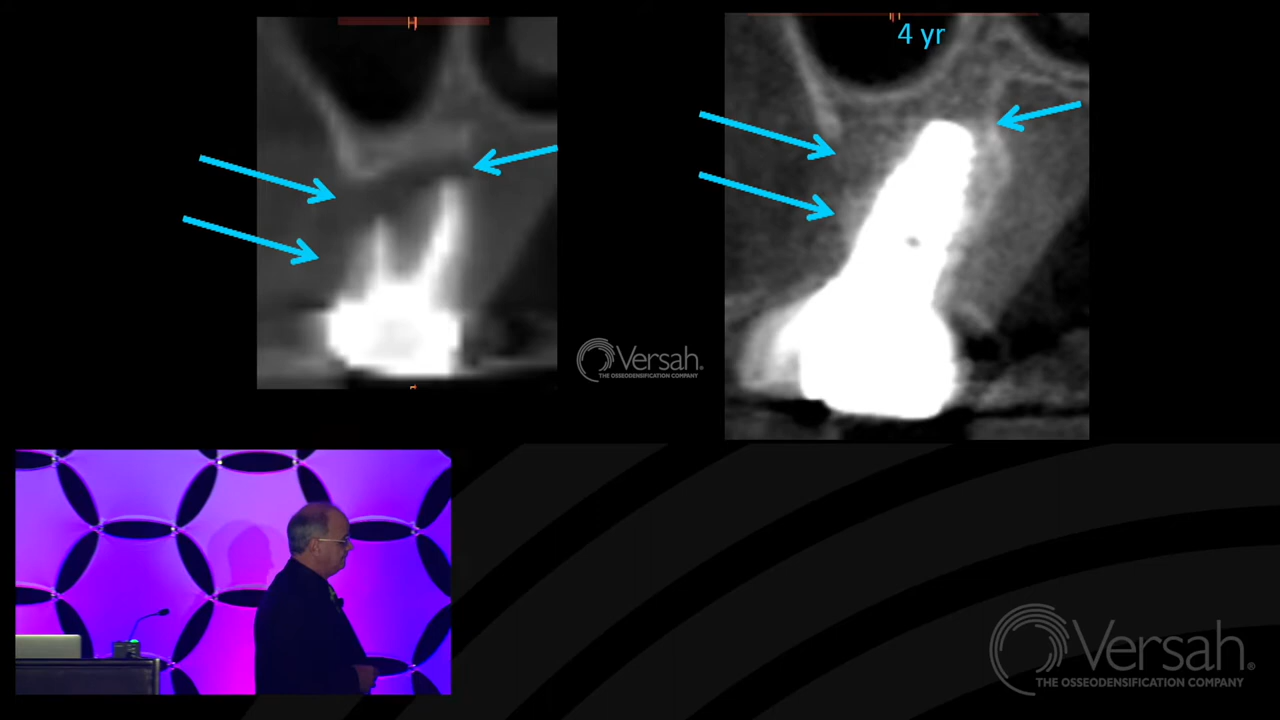 4 yr
Versah®
THE OSSEODENSIFICATION COMPANY
Versah®
THE OSSEODENSIFICATION COMPANY